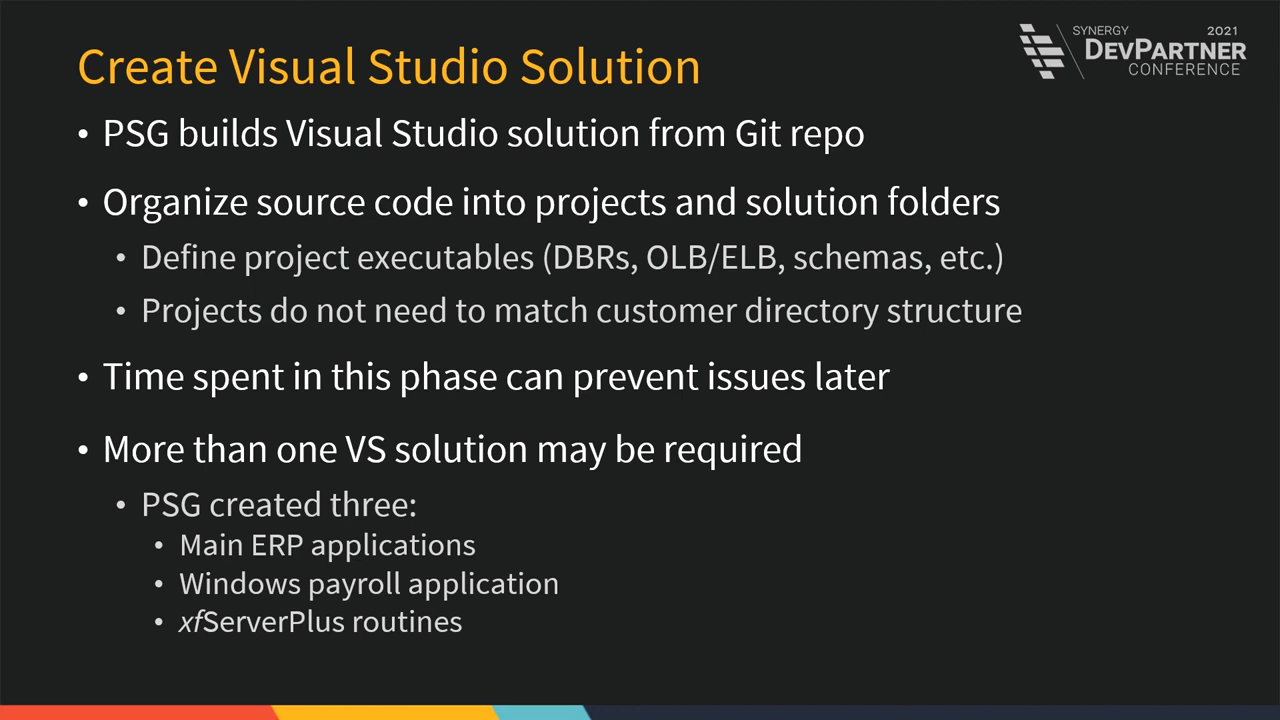 SYNERGY 2021
DEVPARTNER
CONFERENCE
Create Visual Studio Solution
• PSG builds Visual Studio solution from Git repo
• Organize source code into projects and solution folders
• Define project executables (DBRs, OLB/ELB, schemas, etc.)
• Projects do not need to match customer directory structure
• Time spent in this phase can prevent issues later
• More than one VS solution may be required
• PSG created three:
• Main ERP applications
• Windows payroll application
• xfServerPlus routines